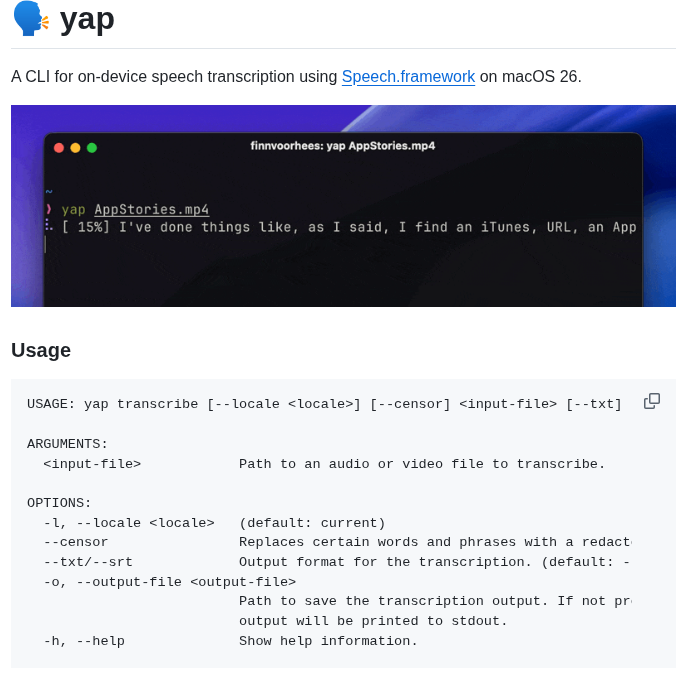 yap
A CLI for on-device speech transcription using Speech.framework on macOS 26.
finnvoorhees: yap AppStories.mp4
~
❯ yap AppStories.mp4
[ 15%] I've done things like, as I said, I find an iTunes, URL, an App
Usage
USAGE: yap transcribe [--locale <locale>] [--censor] <input-file> [--txt]
ARGUMENTS:
<input-file> Path to an audio or video file to transcribe.
OPTIONS:
-l, --locale <locale> (default: current)
--censor Replaces certain words and phrases with a redact
--txt/--srt Output format for the transcription. (default: -
-o, --output-file <output-file>
Path to save the transcription output. If not pr
output will be printed to stdout.
-h, --help Show help information.